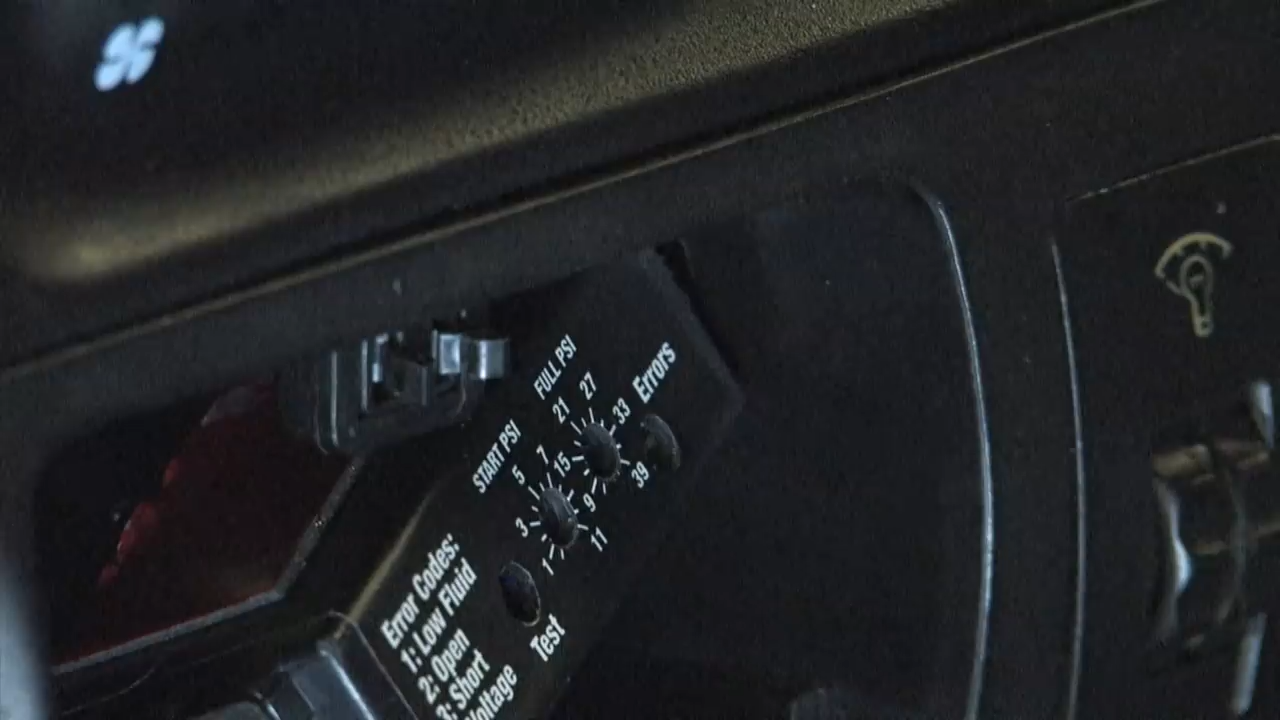 FULL PSI
21 27
15 33
39
Errors
START PSI
5 7
3 9
1 11
Test
Error Codes:
1: Low Fluid
2: Open
3: Short
Voltage